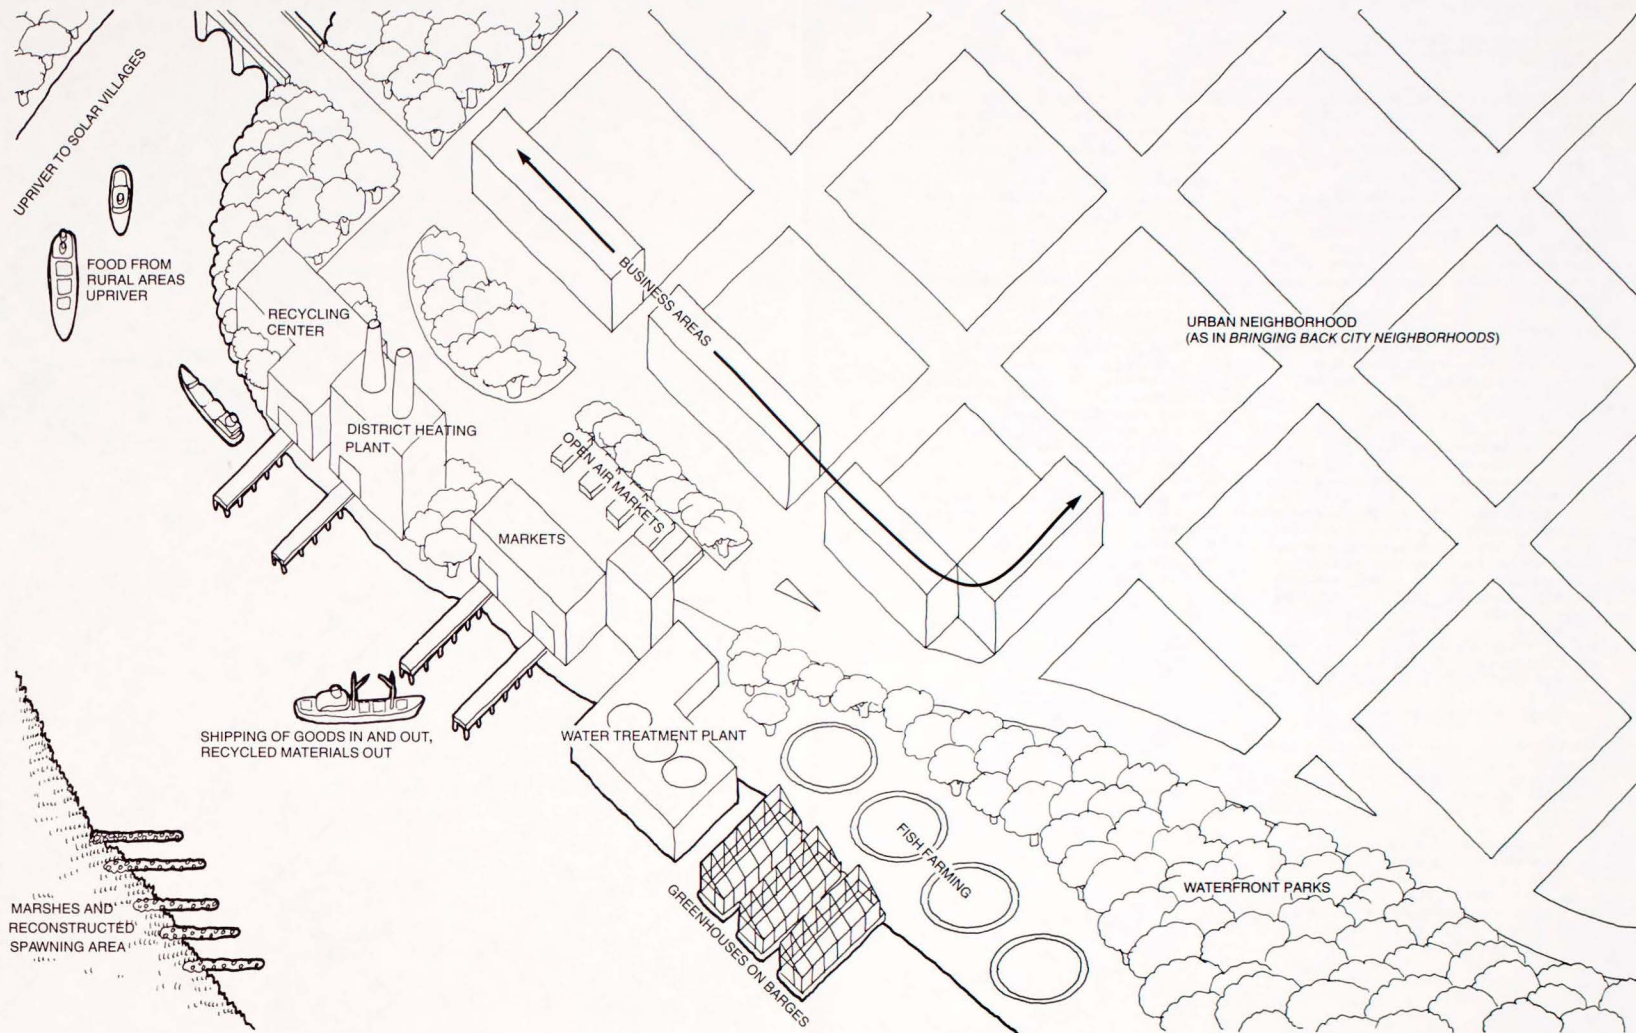 UPRIVER TO SOLAR VILLAGES
FOOD FROM
RURAL AREAS
UPRIVER
RECYCLING
CENTER
BUSINESS AREAS
URBAN NEIGHBORHOOD
(AS IN BRINGING BACK CITY NEIGHBORHOODS)
DISTRICT HEATING
PLANT
OPEN AIR MARKETS
MARKETS
SHIPPING OF GOODS IN AND OUT,
RECYCLED MATERIALS OUT
WATER TREATMENT PLANT
FISH FARMING
WATERFRONT PARKS
GREENHOUSES ON BARGES
MARSHES AND
RECONSTRUCTED
SPAWNING AREA